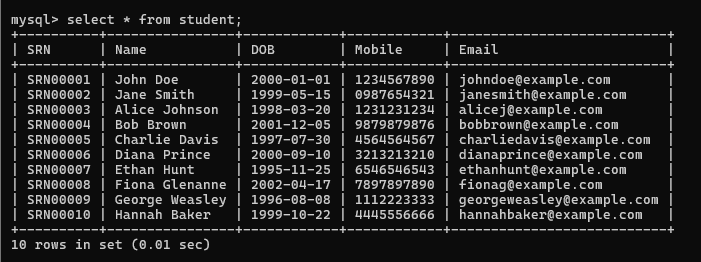 mysql> select * from student;
+----------+----------------+------------+------------+---------------------------+
| SRN      | Name           | DOB        | Mobile     | Email                     |
+----------+----------------+------------+------------+---------------------------+
| SRN00001 | John Doe       | 2000-01-01 | 1234567890 | johndoe@example.com       |
| SRN00002 | Jane Smith     | 1999-05-15 | 0987654321 | janesmith@example.com     |
| SRN00003 | Alice Johnson  | 1998-03-20 | 1231231234 | alicej@example.com        |
| SRN00004 | Bob Brown      | 2001-12-05 | 9879879876 | bobbrown@example.com      |
| SRN00005 | Charlie Davis  | 1997-07-30 | 4564564567 | charliedavis@example.com  |
| SRN00006 | Diana Prince   | 2000-09-10 | 3213213210 | dianaprince@example.com   |
| SRN00007 | Ethan Hunt     | 1995-11-25 | 6546546543 | ethanhunt@example.com     |
| SRN00008 | Fiona Glenanne | 2002-04-17 | 7897897890 | fionag@example.com        |
| SRN00009 | George Weasley | 1996-08-08 | 1112223333 | georgeweasley@example.com |
| SRN00010 | Hannah Baker   | 1999-10-22 | 4445556666 | hannahbaker@example.com   |
+----------+----------------+------------+------------+---------------------------+
10 rows in set (0.01 sec)